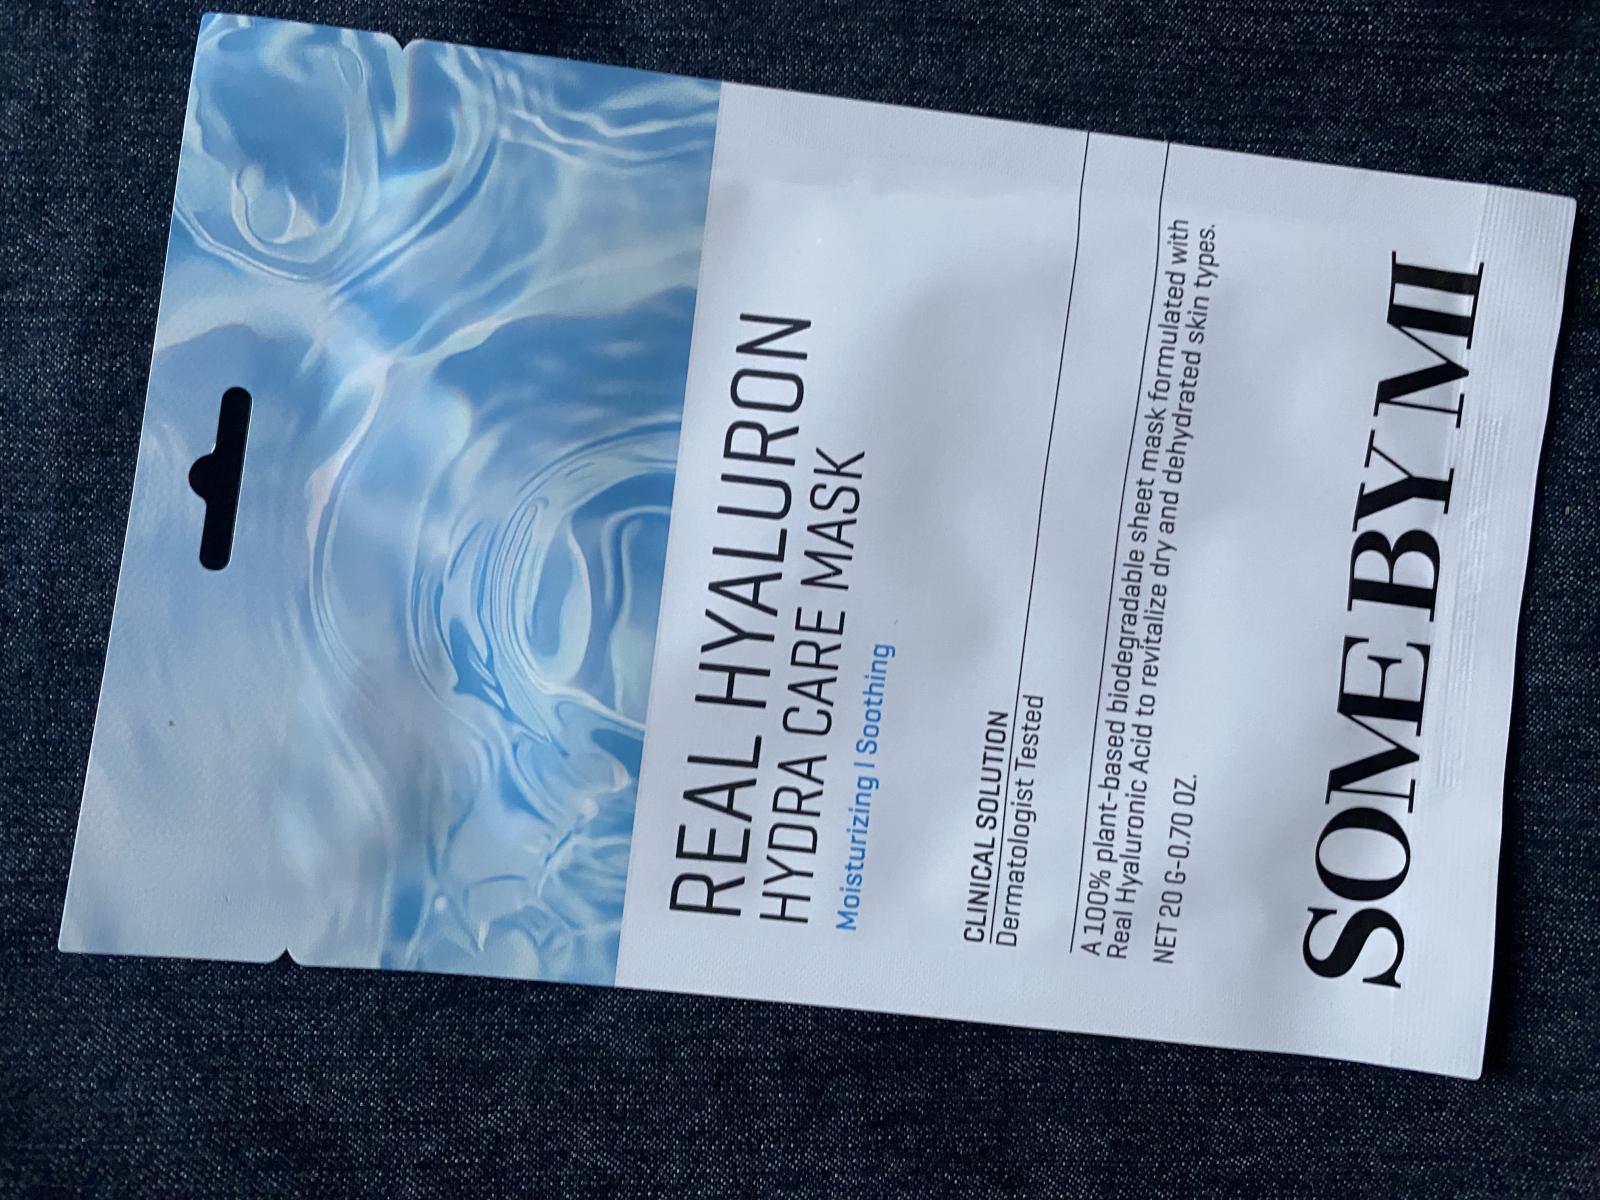 REAL HYALURON
HYDRA CARE MASK
Moisturizing | Soothing
CLINICAL SOLUTION
Dermatologist Tested
A 100% plant-based biodegradable sheet mask formulated with
Real Hyaluronic Acid to revitalize dry and dehydrated skin types.
NET 20 G-0.70 OZ.
SOME BY MI